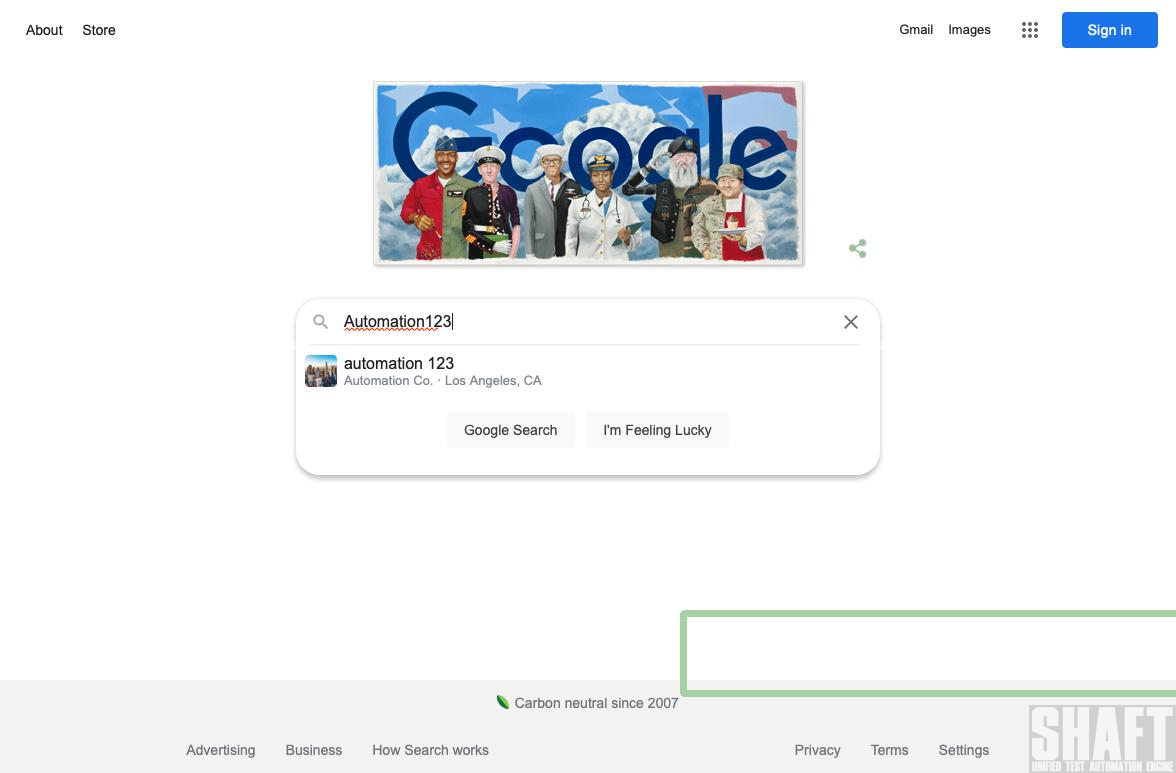 About Store
Gmail Images
Sign in
Google
Automation123
automation 123
Automation Co. · Los Angeles, CA
Google Search
I'm Feeling Lucky
Carbon neutral since 2007
Advertising Business How Search works
Privacy Terms Settings
SHAFT
UNIFIED TEST AUTOMATION ENGINE